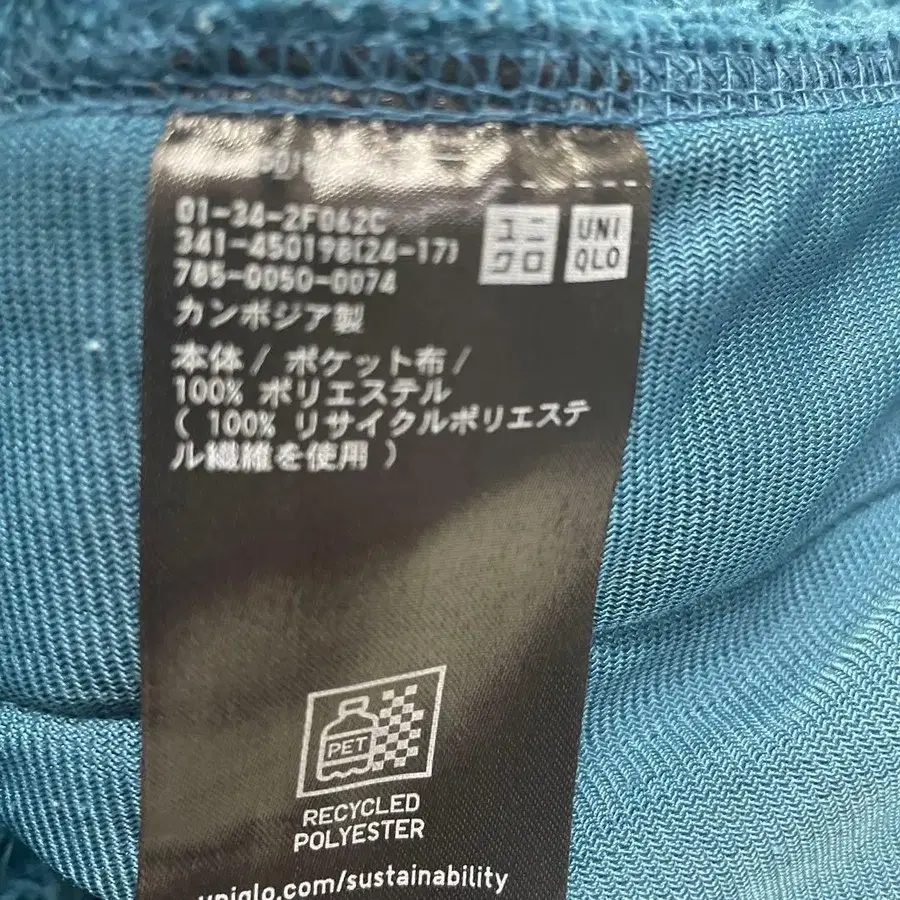 01-34-2F062C
341-450198(24-17)
785-0050-0074
カンボジア製
本体/ ポケット布/
100% ポリエステル
( 100% リサイクルポリエステ
ル繊維を使用 )
ユニ
クロ
UNI
QLO
PET
RECYCLED
POLYESTER
uniqlo.com/sustainability